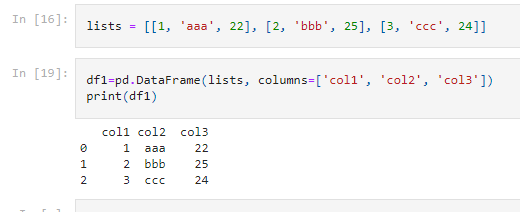 In [16]: lists = [[1, 'aaa', 22], [2, 'bbb', 25], [3, 'ccc', 24]]
In [19]: df1=pd.DataFrame(lists, columns=['col1', 'col2', 'col3'])
print(df1)
col1 col2 col3
0 1 aaa 22
1 2 bbb 25
2 3 ccc 24